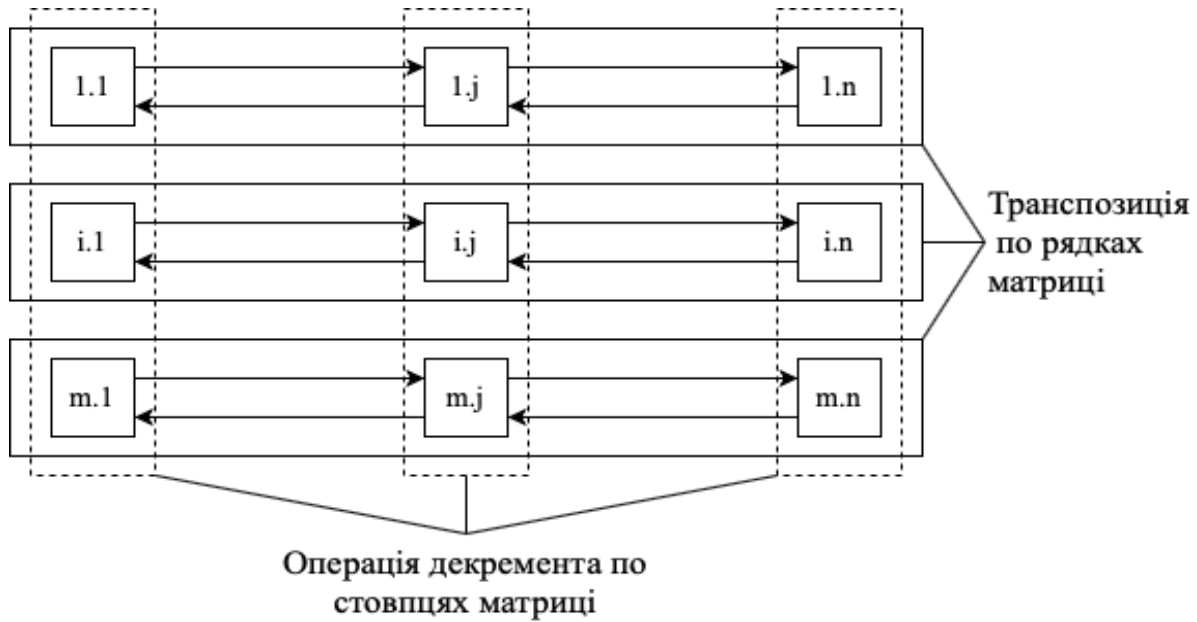 1.1
1.j
1.n
i.1
i.j
i.n
m.1
m.j
m.n
Транспозиція
по рядках
матриці
Операція декремента по
стовпцях матриці